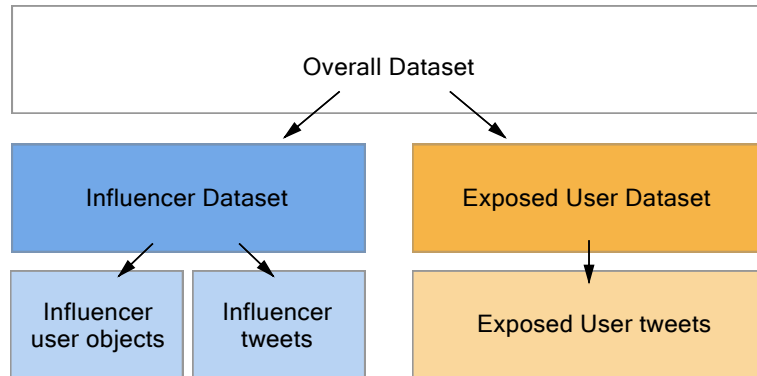 Overall Dataset
Influencer Dataset
Exposed User Dataset
Influencer
user objects
Influencer
tweets
Exposed User tweets